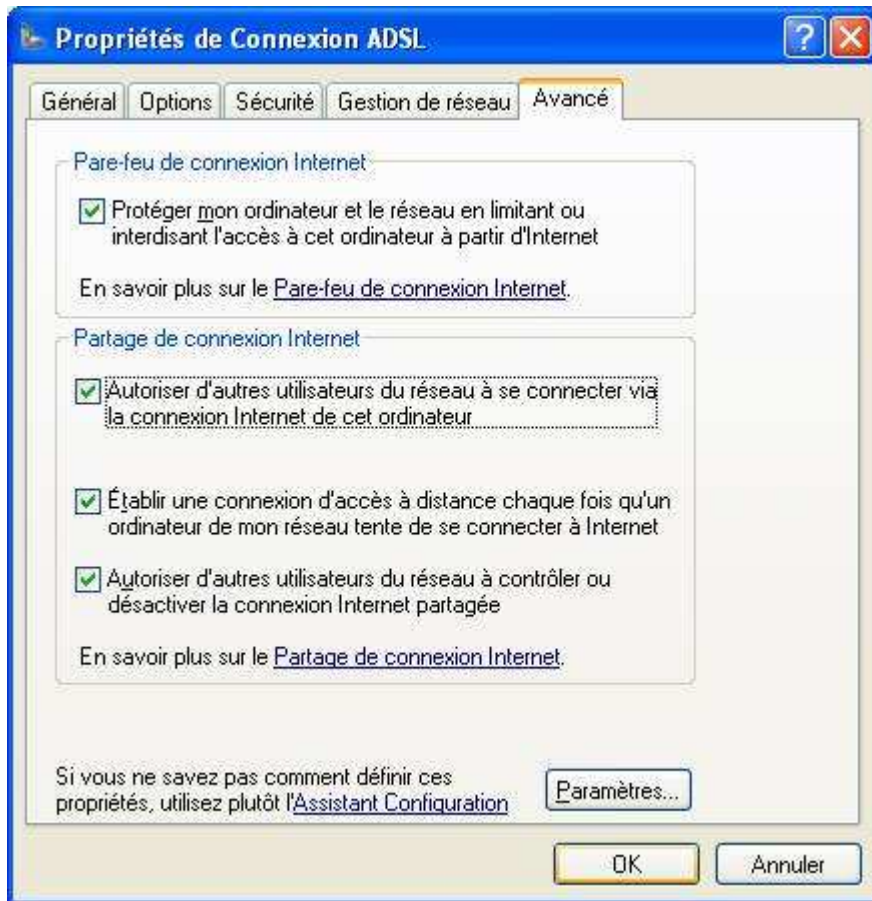 Propriétés de Connexion ADSL
Général Options Sécurité Gestion de réseau Avancé
Pare-feu de connexion Internet
Protéger mon ordinateur et le réseau en limitant ou
interdisant l'accès à cet ordinateur à partir d'Internet
En savoir plus sur le Pare-feu de connexion Internet.
Partage de connexion Internet
Autoriser d'autres utilisateurs du réseau à se connecter via
la connexion Internet de cet ordinateur
Établir une connexion d'accès à distance chaque fois qu'un
ordinateur de mon réseau tente de se connecter à Internet
Autoriser d'autres utilisateurs du réseau à contrôler ou
désactiver la connexion Internet partagée
En savoir plus sur le Partage de connexion Internet.
Si vous ne savez pas comment définir ces
propriétés, utilisez plutôt l'Assistant Configuration
Paramètres...
OK
Annuler